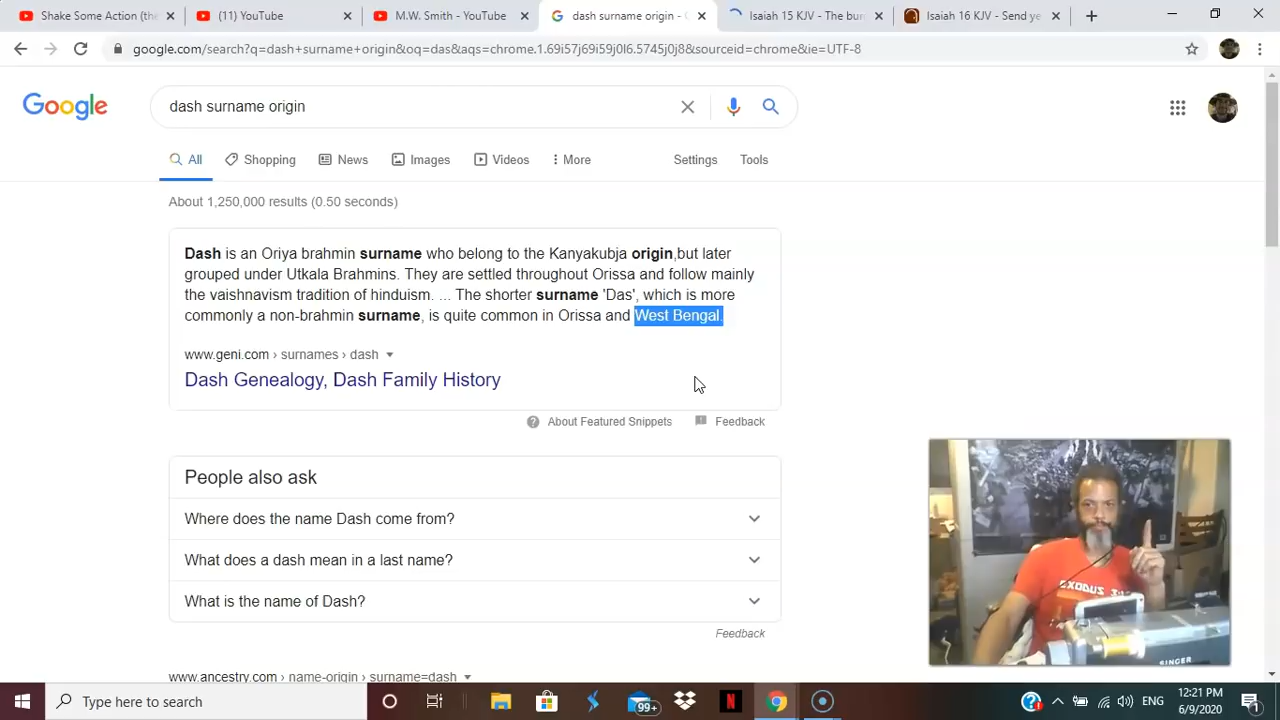 Shake Some Action (the
(11) YouTube
M.W. Smith - YouTube
dash surname origin -
Isaiah 15 KJV - The bur
Isaiah 16 KJV - Send ye
google.com/search?q=dash+surname+origin&oq=das&aqs=chrome.1.69i57j69i59j0l6.5745j0j8&sourceid=chrome&ie=UTF-8
Google
dash surname origin
All
Shopping
News
Images
Videos
More
Settings
Tools
About 1,250,000 results (0.50 seconds)
Dash is an Oriya brahmin surname who belong to the Kanyakubja origin,but later
grouped under Utkala Brahmins. They are settled throughout Orissa and follow mainly
the vaishnavism tradition of hinduism. ... The shorter surname 'Das', which is more
commonly a non-brahmin surname, is quite common in Orissa and West Bengal.
www.geni.com › surnames › dash
Dash Genealogy, Dash Family History
About Featured Snippets
Feedback
People also ask
Where does the name Dash come from?
What does a dash mean in a last name?
What is the name of Dash?
Feedback
www.ancestry.com › name-origin › surname=dash
EXODUS 3:1
SINGER
Type here to search
99+
N
ENG
12:21 PM
6/9/2020
1